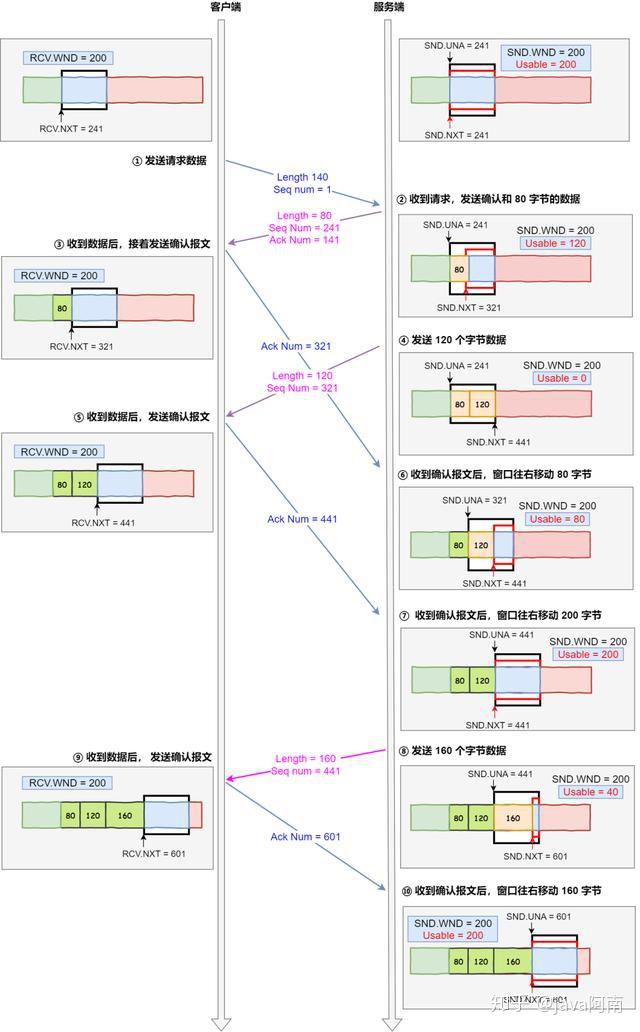 客户端
服务端
RCV.WND = 200
RCV.NXT = 241
SND.UNA = 241
SND.WND = 200
Usable = 200
SND.NXT = 241
① 发送请求数据
Length 140
Seq num = 1
② 收到请求，发送确认和 80 字节的数据
Length = 80
Seq Num = 241
Ack Num = 141
SND.UNA = 241
SND.WND = 200
Usable = 120
80
SND.NXT = 321
③ 收到数据后，接着发送确认报文
RCV.WND = 200
80
RCV.NXT = 321
Ack Num = 321
④ 发送 120 个字节数据
Length = 120
Seq Num = 321
SND.UNA = 241
SND.WND = 200
Usable = 0
80
120
SND.NXT = 441
⑤ 收到数据后，发送确认报文
RCV.WND = 200
80
120
RCV.NXT = 441
Ack Num = 441
⑥ 收到确认报文后，窗口往右移动 80 字节
SND.UNA = 321
SND.WND = 200
Usable = 80
80
120
SND.NXT = 441
⑦ 收到确认报文后，窗口往右移动 200 字节
SND.UNA = 441
SND.WND = 200
Usable = 200
80
120
SND.NXT = 441
⑧ 发送 160 个字节数据
Length = 160
Seq num = 441
SND.UNA = 441
SND.WND = 200
Usable = 40
80
120
160
SND.NXT = 601
⑨ 收到数据后， 发送确认报文
RCV.WND = 200
80
120
160
RCV.NXT = 601
Ack Num = 601
⑩ 收到确认报文后，窗口往右移动 160 字节
SND.UNA = 601
SND.WND = 200
Usable = 200
80
120
160
SND.NXT = 601
知乎 @java阿南